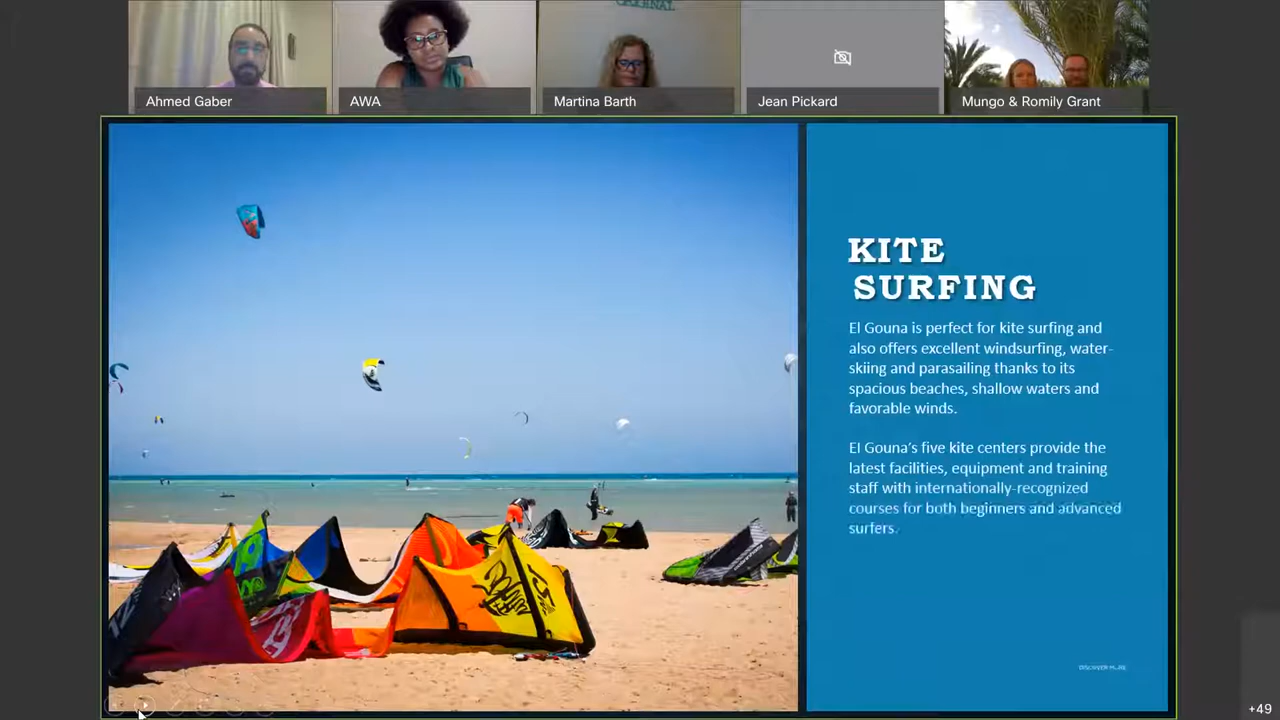 ORIGINAL
Ahmed Gaber
AWA
Martina Barth
Jean Pickard
Mungo & Romily Grant
KITE
SURFING
El Gouna is perfect for kite surfing and
also offers excellent windsurfing, water-
skiing and parasailing thanks to its
spacious beaches, shallow waters and
favorable winds.
El Gouna's five kite centers provide the
latest facilities, equipment and training
staff with internationally-recognized
courses for both beginners and advanced
surfers.
DISCOVER MORE
+49